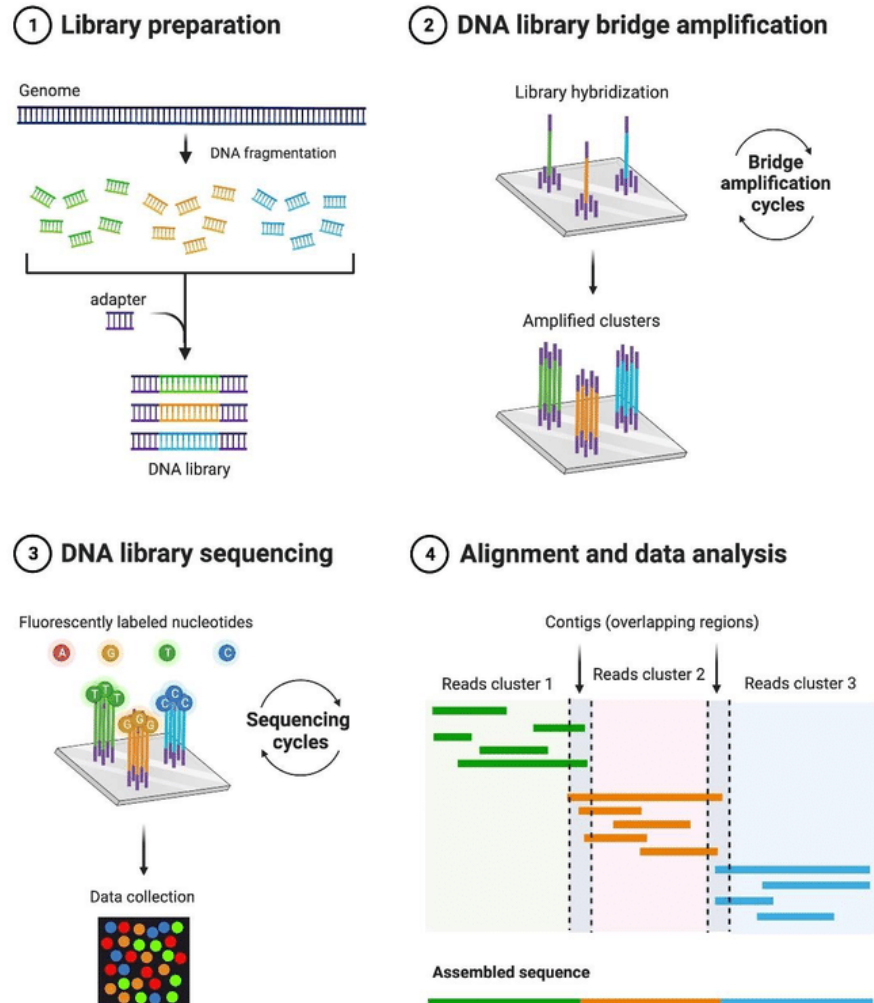 1 Library preparation
Genome
DNA fragmentation
adapter
DNA library
2 DNA library bridge amplification
Library hybridization
Bridge
amplification
cycles
Amplified clusters
3 DNA library sequencing
Fluorescently labeled nucleotides
A G T C
T T T
G G G
C C C
Sequencing
cycles
Data collection
4 Alignment and data analysis
Contigs (overlapping regions)
Reads cluster 1
Reads cluster 2
Reads cluster 3
Assembled sequence